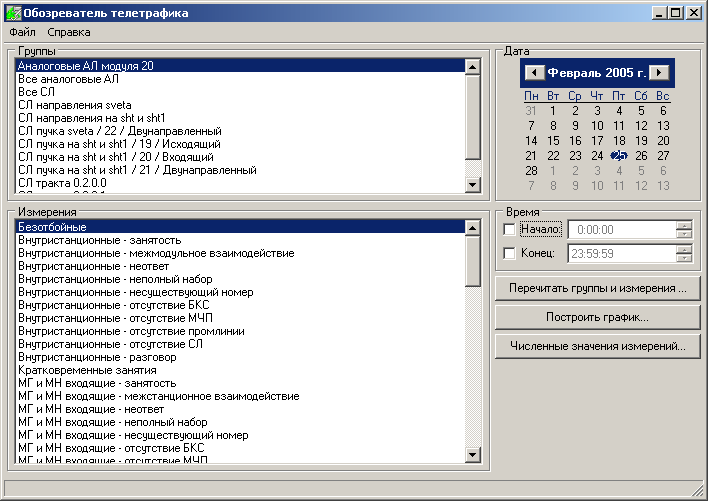 Обозреватель телетрафика
Файл Справка
Группы
Аналоговые АЛ модуля 20
Все аналоговые АЛ
Все СЛ
СЛ направления sveta
СЛ направления на sht и sht1
СЛ пучка sveta / 22 / Двунаправленный
СЛ пучка на sht и sht1 / 19 / Исходящий
СЛ пучка на sht и sht1 / 20 / Входящий
СЛ пучка на sht и sht1 / 21 / Двунаправленный
СЛ тракта 0.2.0.0
Измерения
Безотбойные
Внутристанционные - занятость
Внутристанционные - межмодульное взаимодействие
Внутристанционные - неответ
Внутристанционные - неполный набор
Внутристанционные - несуществующий номер
Внутристанционные - отсутствие БКС
Внутристанционные - отсутствие МЧП
Внутристанционные - отсутствие промлинии
Внутристанционные - отсутствие СЛ
Внутристанционные - разговор
Кратковременные занятия
МГ и МН входящие - занятость
МГ и МН входящие - межстанционное взаимодействие
МГ и МН входящие - неответ
МГ и МН входящие - неполный набор
МГ и МН входящие - несуществующий номер
МГ и МН входящие - отсутствие БКС
МГ и МН входящие - отсутствие МЧП
Дата
Февраль 2005 г.
Пн Вт Ср Чт Пт Сб Вс
31 1 2 3 4 5 6
7 8 9 10 11 12 13
14 15 16 17 18 19 20
21 22 23 24 25 26 27
28 1 2 3 4 5 6
7 8 9 10 11 12 13
Время
Начало: 0:00:00
Конец: 23:59:59
Перечитать группы и измерения ...
Построить график...
Численные значения измерений...